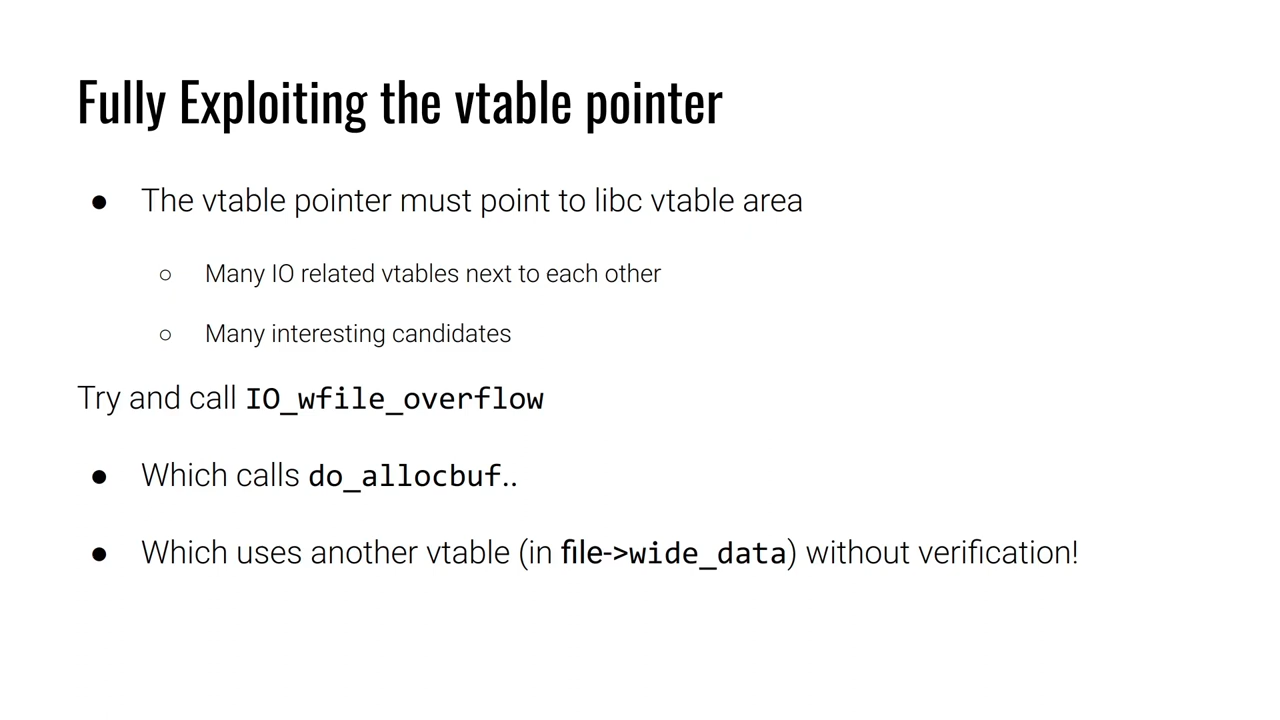 Fully Exploiting the vtable pointer
● The vtable pointer must point to libc vtable area
○ Many IO related vtables next to each other
○ Many interesting candidates
Try and call IO_wfile_overflow
● Which calls do_allocbuf..
● Which uses another vtable (in file->wide_data) without verification!